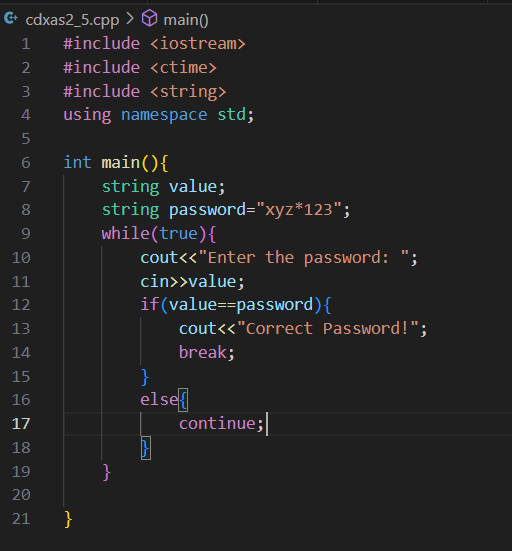 cdxas2_5.cpp > main()
1 #include <iostream>
2 #include <ctime>
3 #include <string>
4 using namespace std;
5
6 int main(){
7     string value;
8     string password="xyz*123";
9     while(true){
10         cout<<"Enter the password: ";
11         cin>>value;
12         if(value==password){
13             cout<<"Correct Password!";
14             break;
15         }
16         else{
17             continue;
18         }
19     }
20
21 }